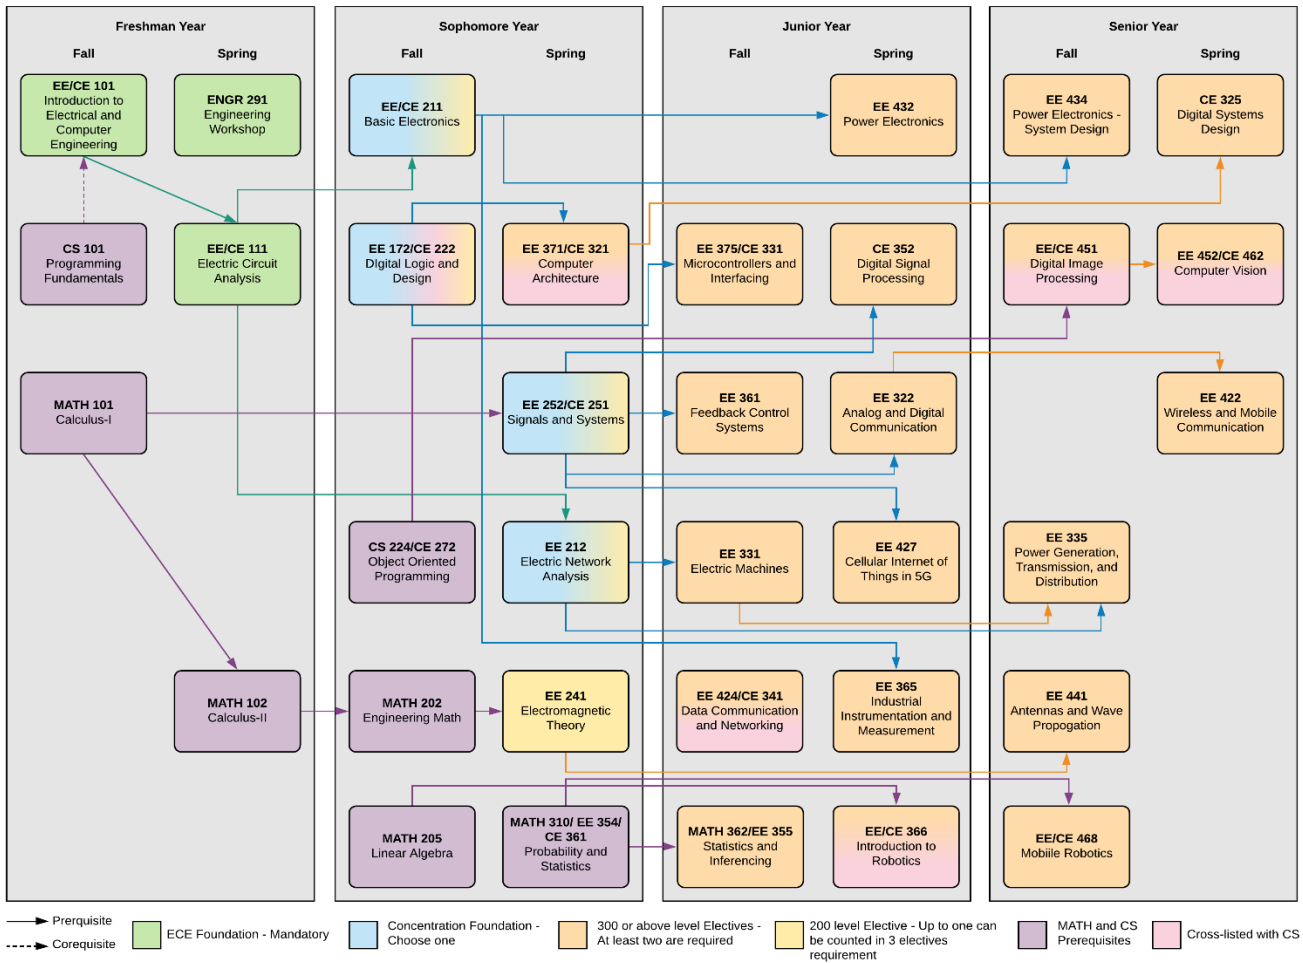 Freshman Year
Fall
Spring
EE/CE 101
Introduction to
Electrical and
Computer
Engineering
ENGR 291
Engineering
Workshop
CS 101
Programming
Fundamentals
EE/CE 111
Electric Circuit
Analysis
MATH 101
Calculus-I
MATH 102
Calculus-II
Sophomore Year
Fall
Spring
EE/CE 211
Basic Electronics
EE 172/CE 222
DIgital Logic and
Design
EE 371/CE 321
Computer
Architecture
EE 252/CE 251
Signals and Systems
CS 224/CE 272
Object Oriented
Programming
EE 212
Electric Network
Analysis
MATH 202
Engineering Math
EE 241
Electromagnetic
Theory
MATH 205
Linear Algebra
MATH 310/ EE 354/
CE 361
Probability and
Statistics
Junior Year
Fall
Spring
EE 432
Power Electronics
EE 375/CE 331
Microcontrollers and
Interfacing
CE 352
Digital Signal
Processing
EE 361
Feedback Control
Systems
EE 322
Analog and Digital
Communication
EE 331
Electric Machines
EE 427
Cellular Internet of
Things in 5G
EE 424/CE 341
Data Communication
and Networking
EE 365
Industrial
Instrumentation and
Measurement
MATH 362/EE 355
Statistics and
Inferencing
EE/CE 366
Introduction to
Robotics
Senior Year
Fall
Spring
EE 434
Power Electronics -
System Design
CE 325
Digital Systems
Design
EE/CE 451
Digital Image
Processing
EE 452/CE 462
Computer Vision
EE 422
Wireless and Mobile
Communication
EE 335
Power Generation,
Transmission, and
Distribution
EE 441
Antennas and Wave
Propogation
EE/CE 468
Mobiile Robotics
Prerquisite
Corequisite
ECE Foundation - Mandatory
Concentration Foundation -
Choose one
300 or above level Electives -
At least two are required
200 level Elective - Up to one can
be counted in 3 electives
requirement
MATH and CS
Prerequisites
Cross-listed with CS